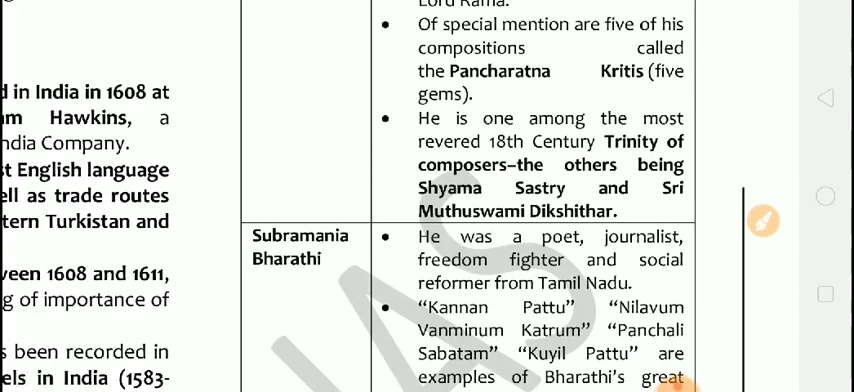 d in India in 1608 at
am Hawkins, a
ndia Company.
st English language
ell as trade routes
tern Turkistan and
ween 1608 and 1611,
g of importance of
s been recorded in
els in India (1583-
Lord Rama.
• Of special mention are five of his
compositions called
the Pancharatna Kritis (five
gems).
• He is one among the most
revered 18th Century Trinity of
composers–the others being
Shyama Sastry and Sri
Muthuswami Dikshithar.
Subramania
Bharathi
• He was a poet, journalist,
freedom fighter and social
reformer from Tamil Nadu.
• “Kannan Pattu” “Nilavum
Vanminum Katrum” “Panchali
Sabatam” “Kuyil Pattu” are
examples of Bharathi’s great
IAS